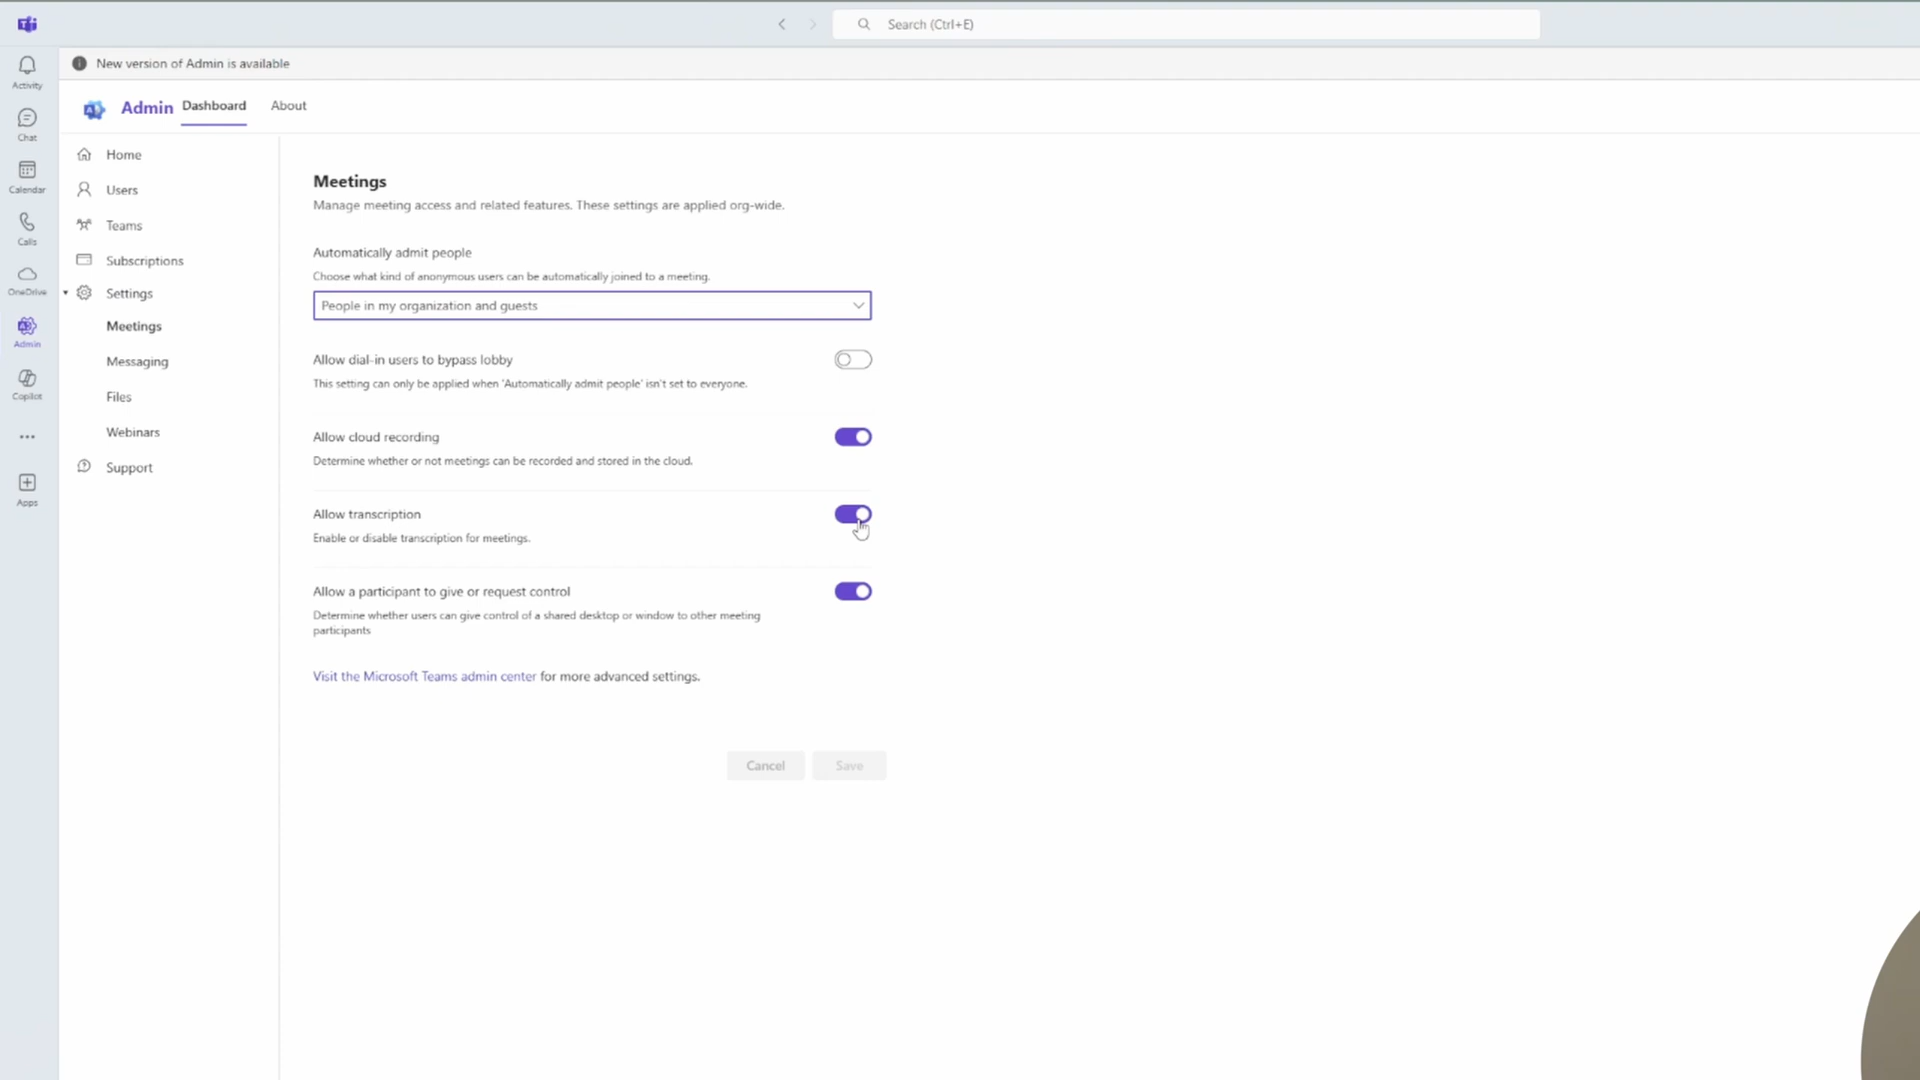 Search (Ctrl+E)
New version of Admin is available
Activity
Chat
Calendar
Calls
OneDrive
Admin
Copilot
Apps
Admin
Dashboard
About
Home
Users
Teams
Subscriptions
Settings
Meetings
Messaging
Files
Webinars
Support
Meetings
Manage meeting access and related features. These settings are applied org-wide.
Automatically admit people
Choose what kind of anonymous users can be automatically joined to a meeting.
People in my organization and guests
Allow dial-in users to bypass lobby
This setting can only be applied when 'Automatically admit people' isn't set to everyone.
Allow cloud recording
Determine whether or not meetings can be recorded and stored in the cloud.
Allow transcription
Enable or disable transcription for meetings.
Allow a participant to give or request control
Determine whether users can give control of a shared desktop or window to other meeting
participants
Visit the Microsoft Teams admin center for more advanced settings.
Cancel
Save